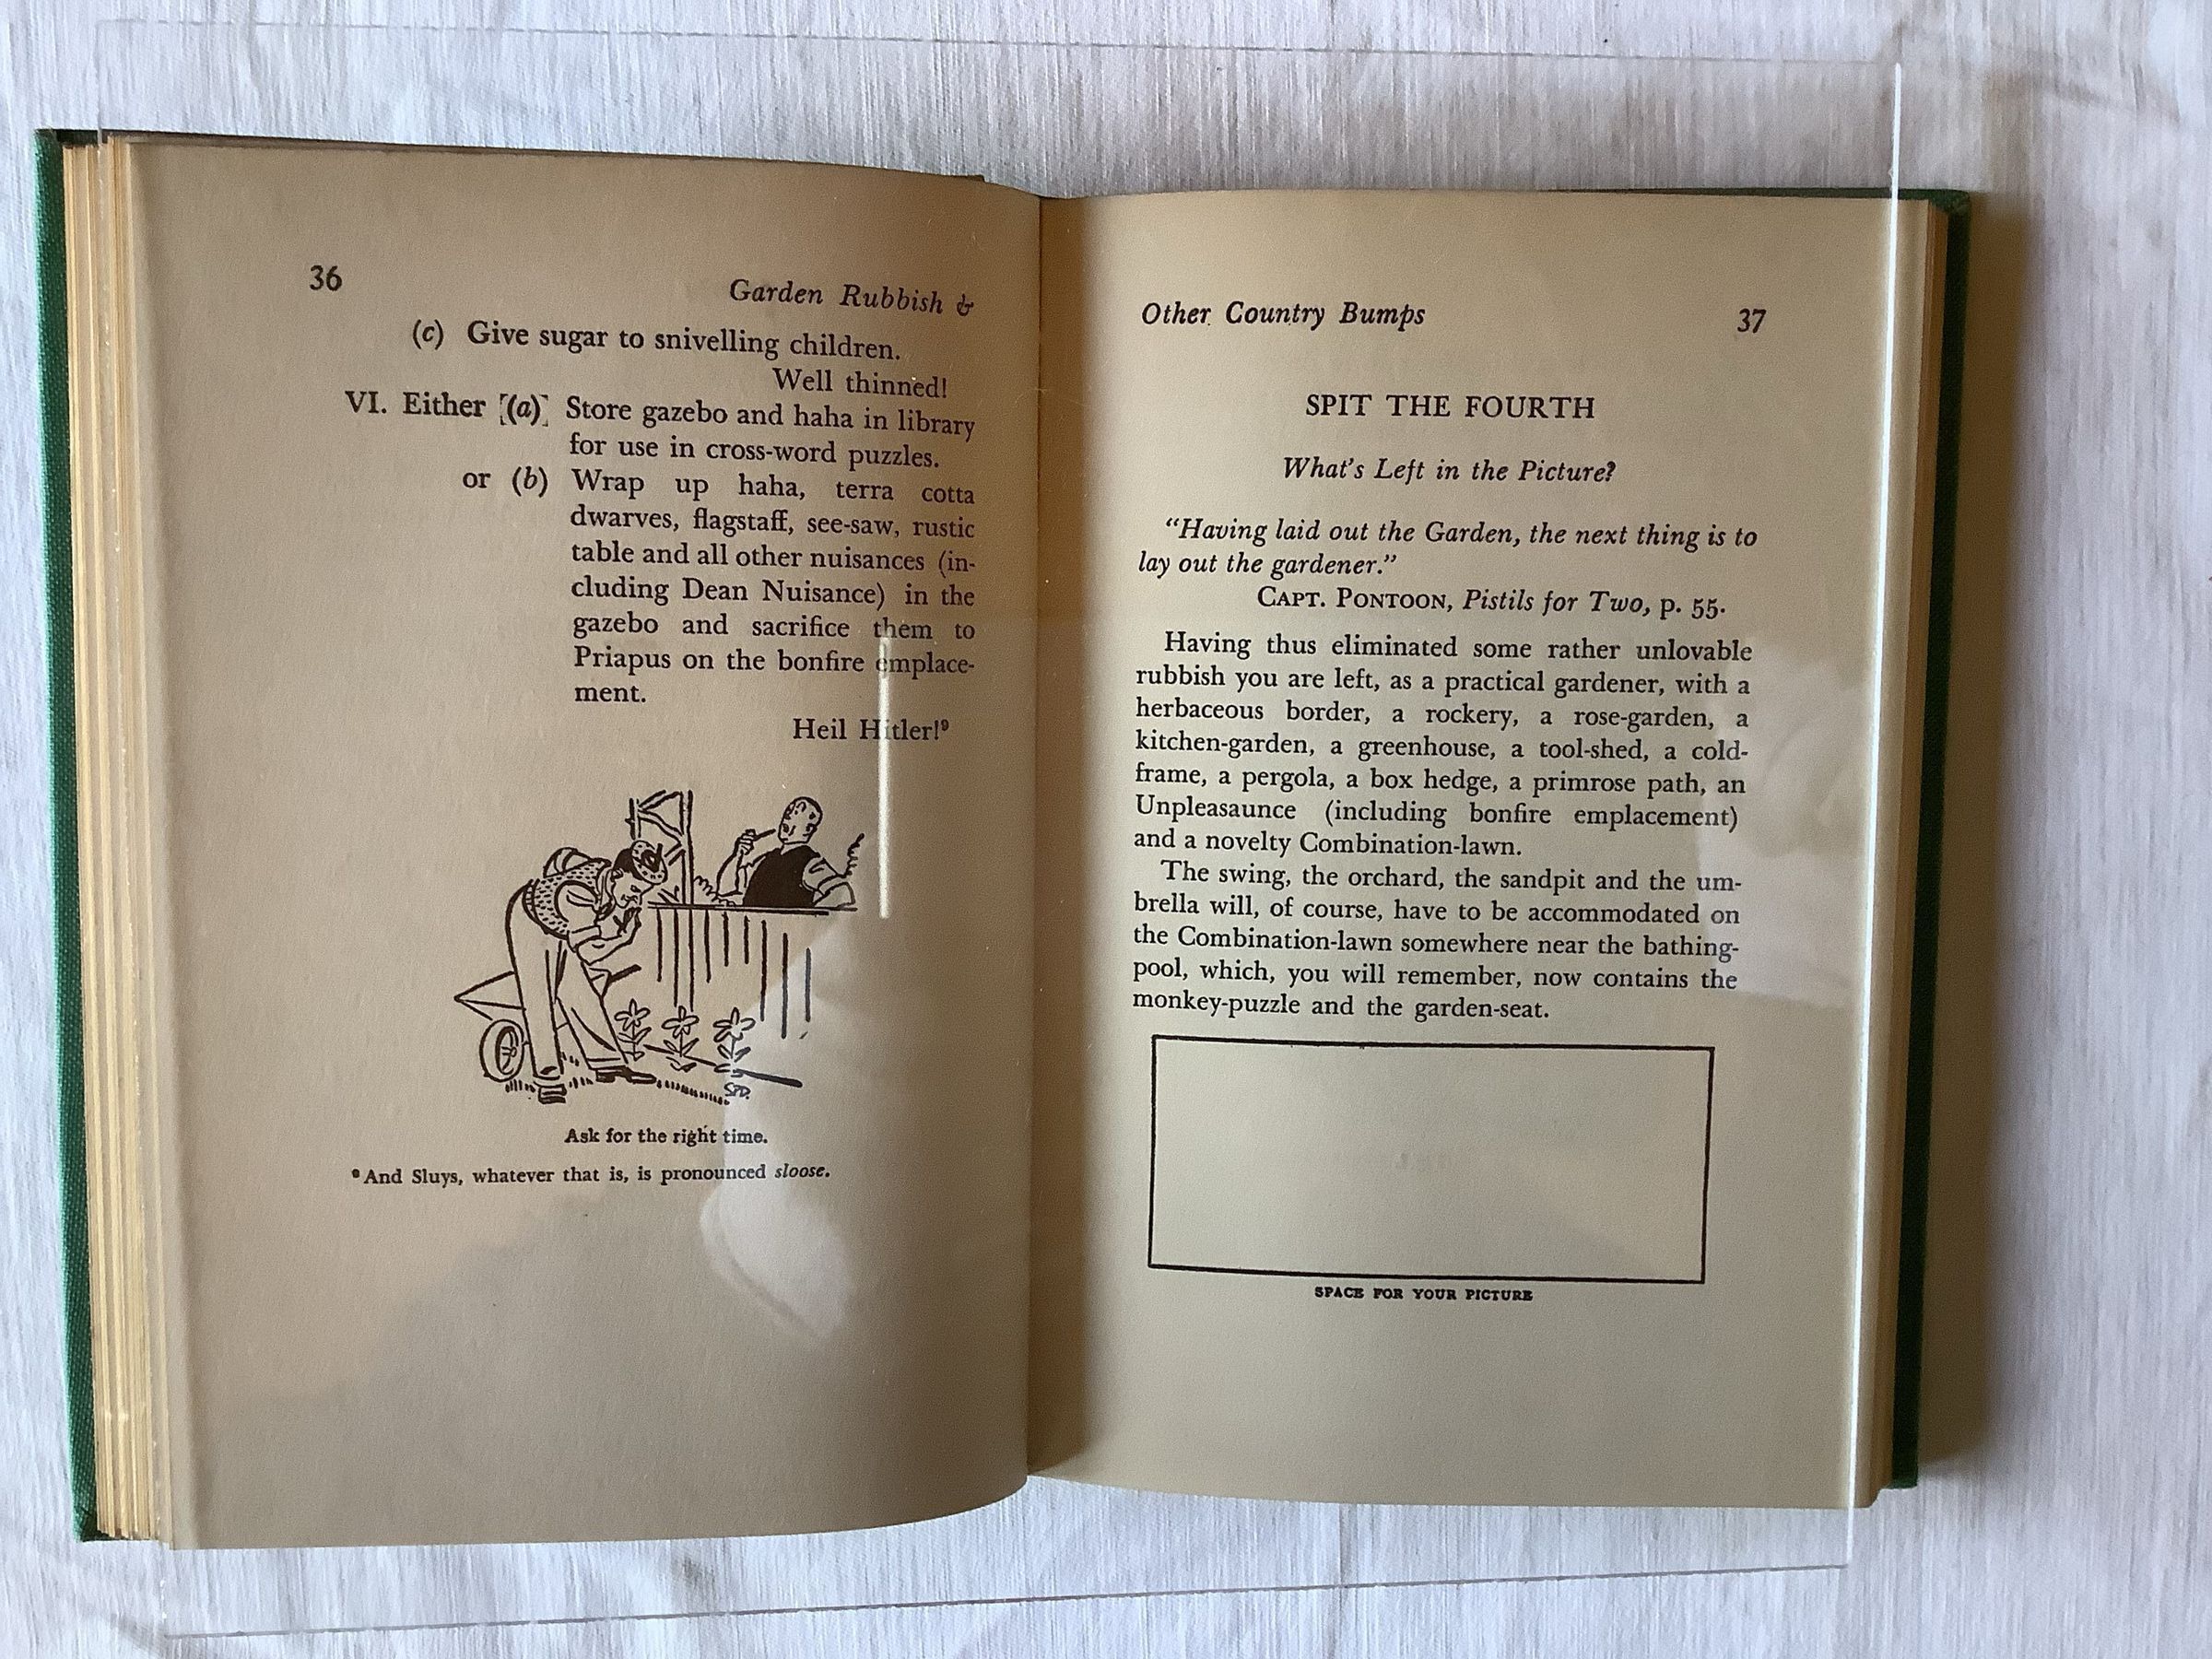 36
Garden Rubbish &
(c) Give sugar to snivelling children.
Well thinned!
VI. Either [(a)] Store gazebo and haha in library
for use in cross-word puzzles.
or (b) Wrap up haha, terra cotta
dwarves, flagstaff, see-saw, rustic
table and all other nuisances (in-
cluding Dean Nuisance) in the
gazebo and sacrifice them to
Priapus on the bonfire emplace-
ment.
Heil Hitler!⁹
SPD.
Ask for the right time.
⁹ And Sluys, whatever that is, is pronounced sloose.
Other Country Bumps
37
SPIT THE FOURTH
What's Left in the Picture?
"Having laid out the Garden, the next thing is to
lay out the gardener."
CAPT. PONTOON, Pistils for Two, p. 55.
Having thus eliminated some rather unlovable
rubbish you are left, as a practical gardener, with a
herbaceous border, a rockery, a rose-garden, a
kitchen-garden, a greenhouse, a tool-shed, a cold-
frame, a pergola, a box hedge, a primrose path, an
Unpleasaunce (including bonfire emplacement)
and a novelty Combination-lawn.
The swing, the orchard, the sandpit and the um-
brella will, of course, have to be accommodated on
the Combination-lawn somewhere near the bathing-
pool, which, you will remember, now contains the
monkey-puzzle and the garden-seat.
SPACE FOR YOUR PICTURE